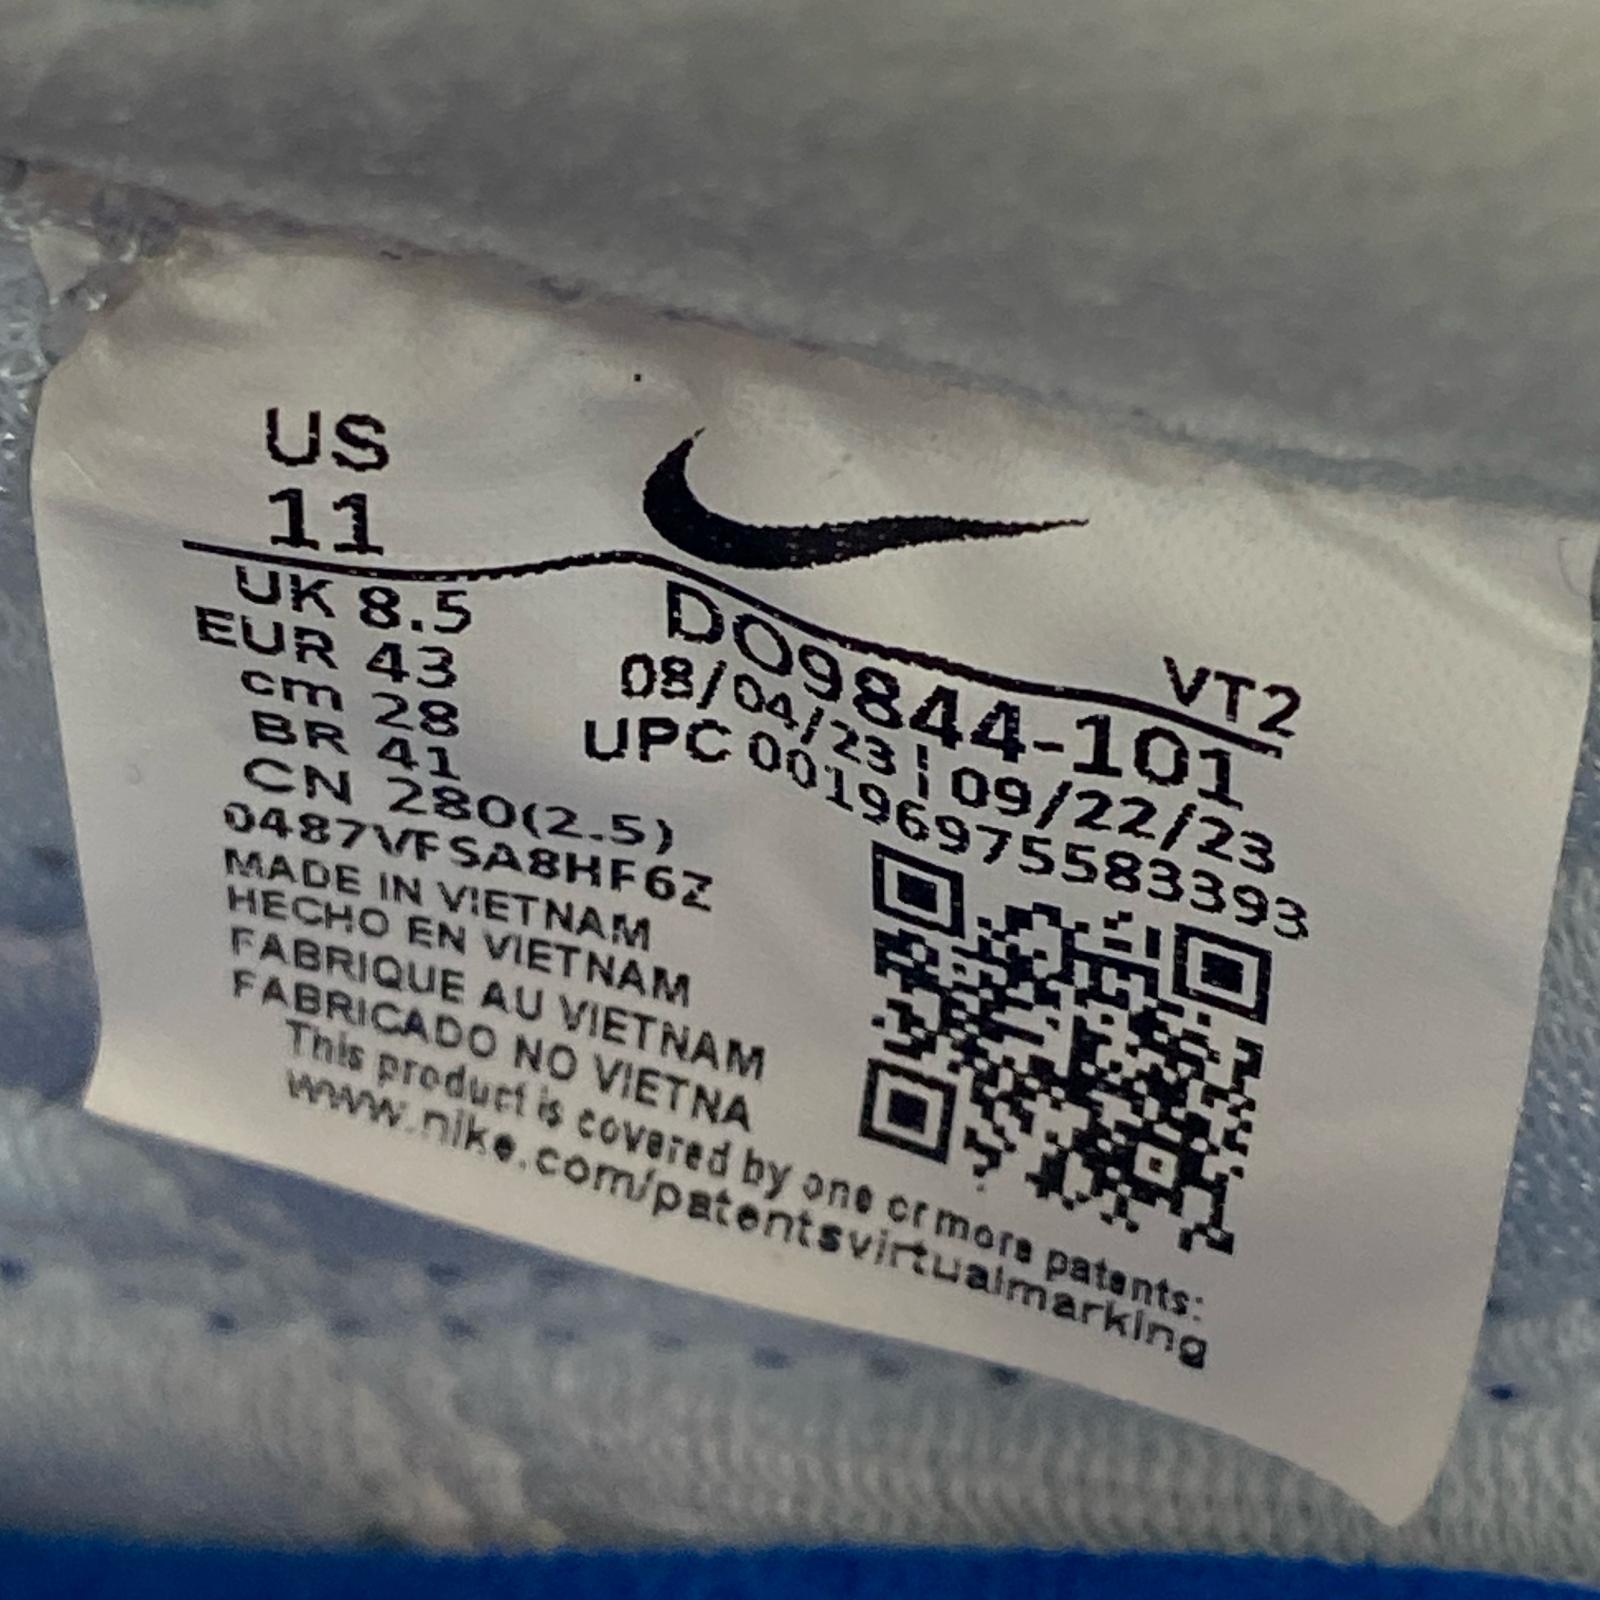 US
11
UK 8.5
EUR 43
cm 28
BR 41
CN 280(2.5)
0487VFSA8HF6Z
MADE IN VIETNAM
HECHO EN VIETNAM
FABRIQUE AU VIETNAM
FABRICADO NO VIETNA
This product is covered by one or more patents:
www.nike.com/patentsvirtualmarking
VT2
DO9844-101
08/04/23 | 09/22/23
UPC 00196975583393